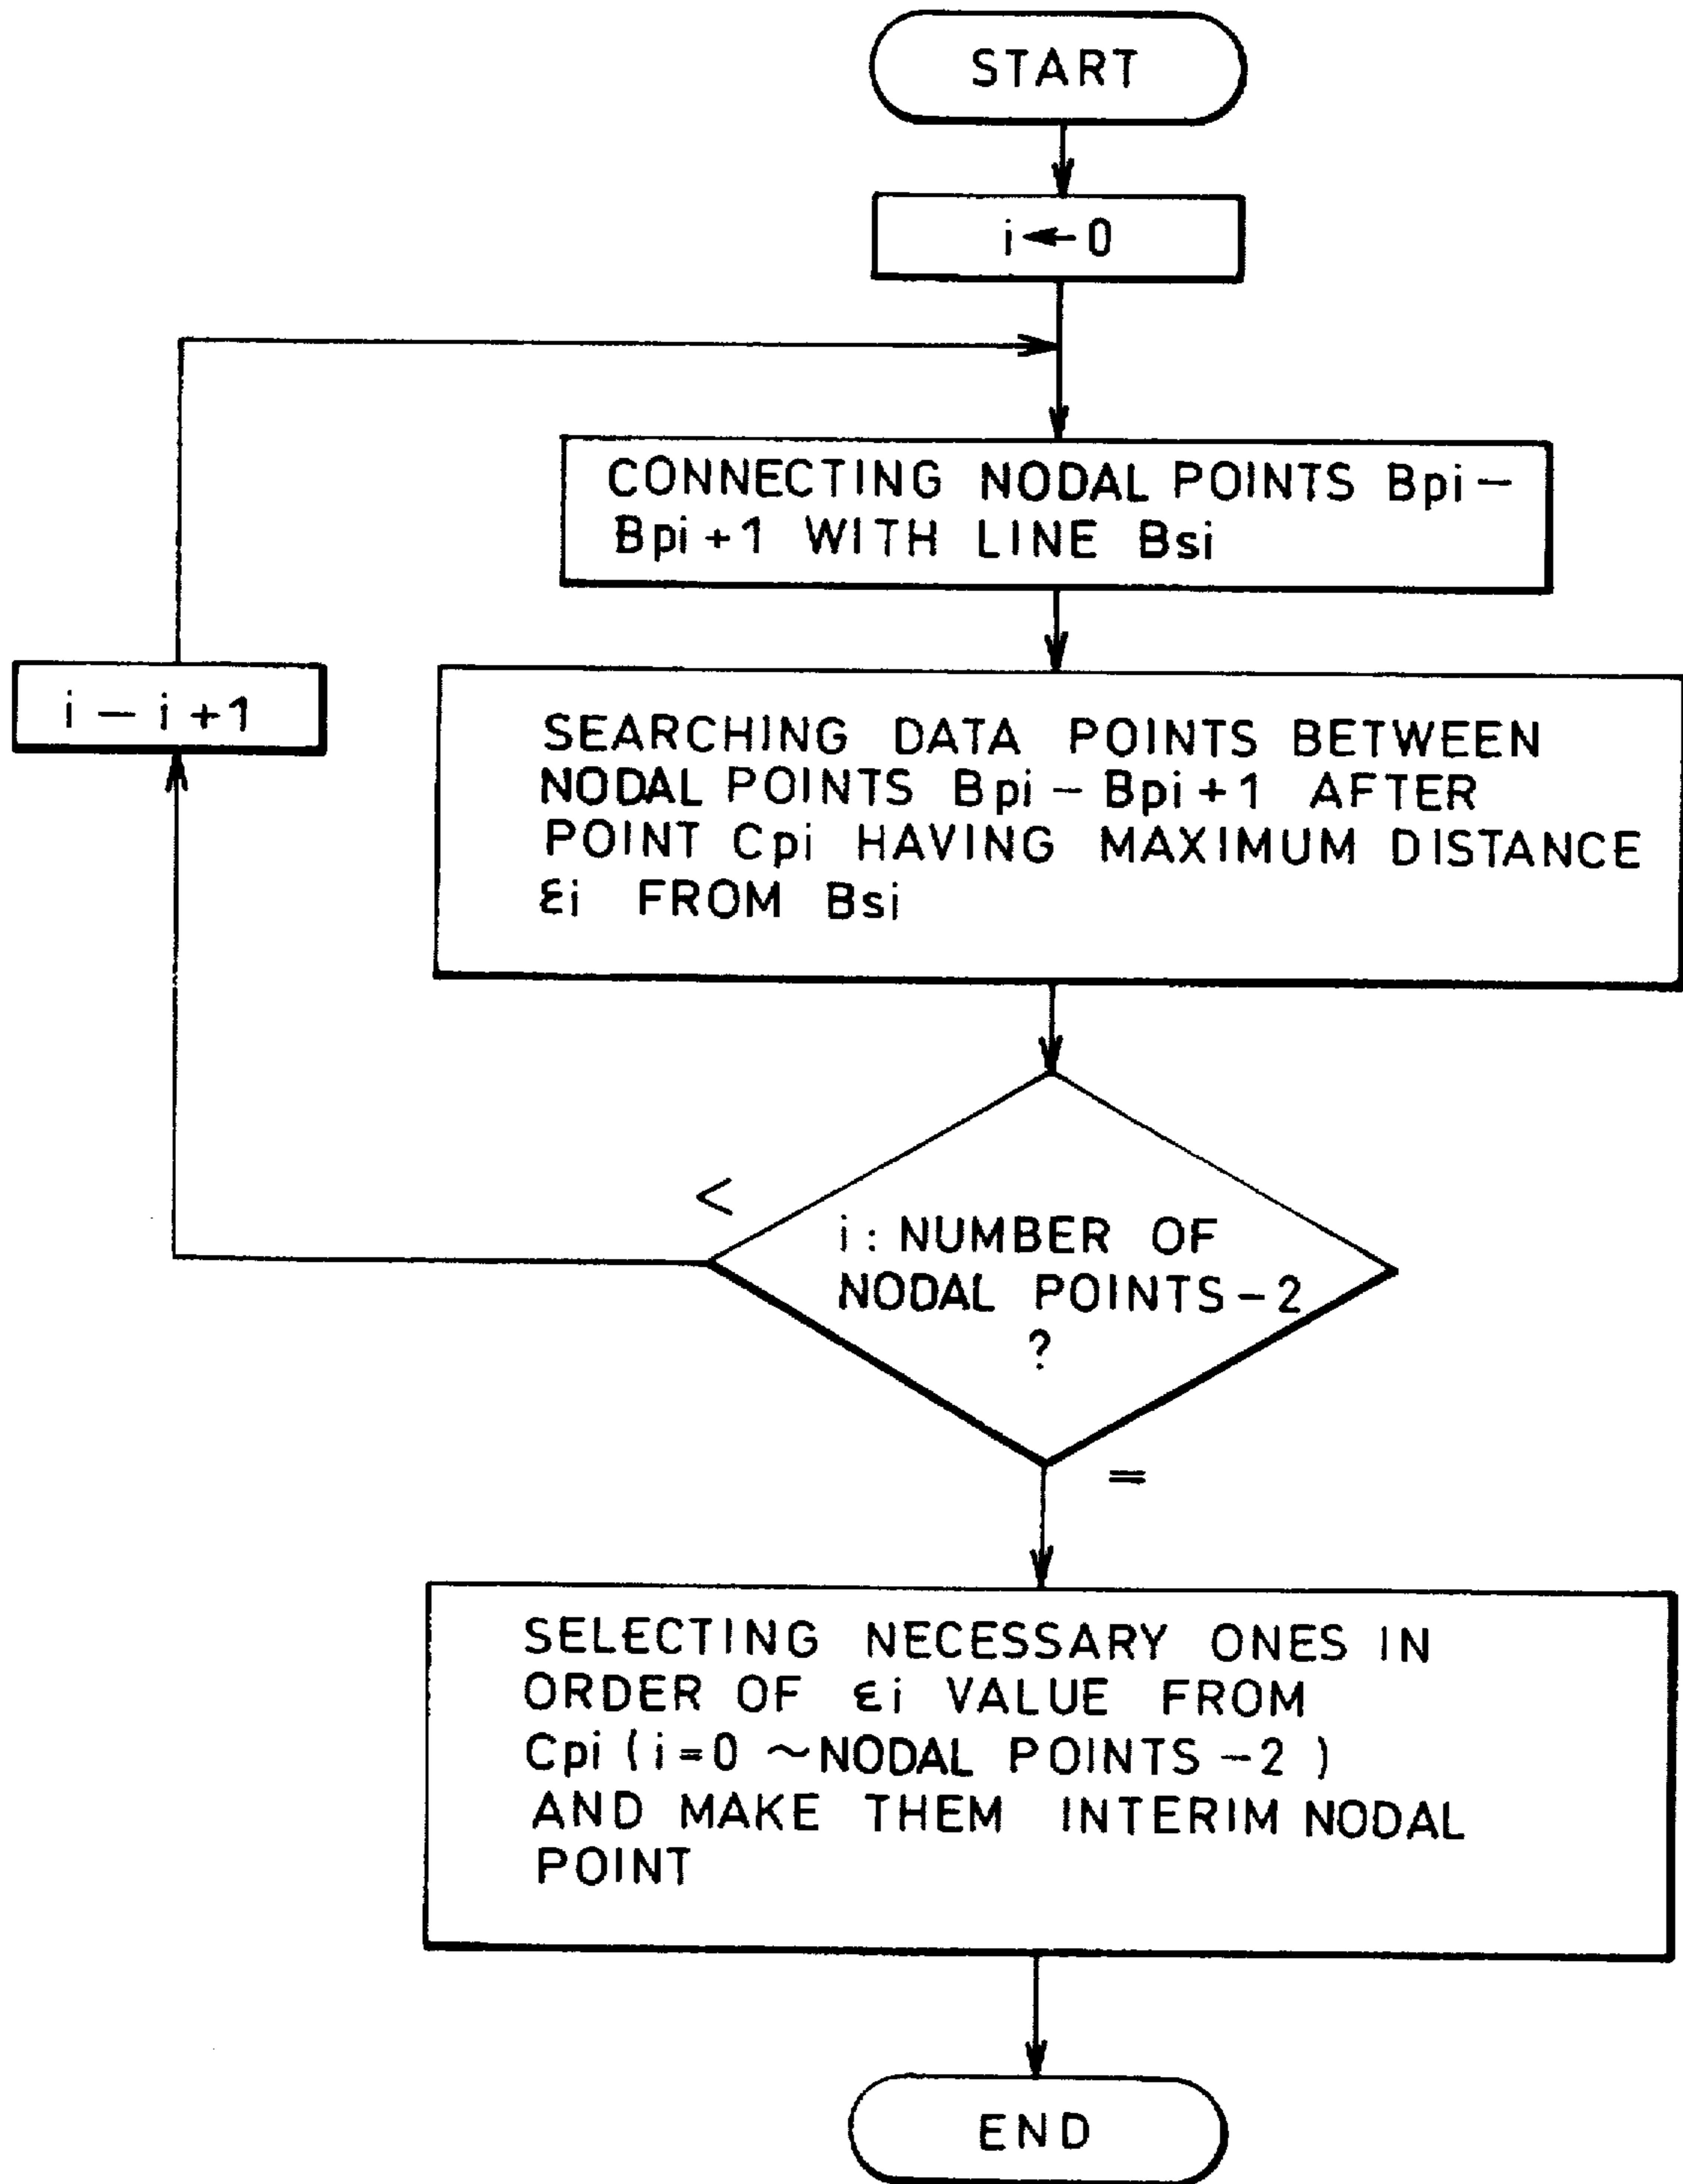 START
i←0
CONNECTING NODAL POINTS Bpi−
Bpi+1 WITH LINE Bsi
i − i +1
SEARCHING DATA POINTS BETWEEN
NODAL POINTS Bpi − Bpi+1 AFTER
POINT Cpi HAVING MAXIMUM DISTANCE
εi FROM Bsi
<
i : NUMBER OF
NODAL POINTS−2
?
=
SELECTING NECESSARY ONES IN
ORDER OF εi VALUE FROM
Cpi (i=0 ~NODAL POINTS −2 )
AND MAKE THEM INTERIM NODAL
POINT
END